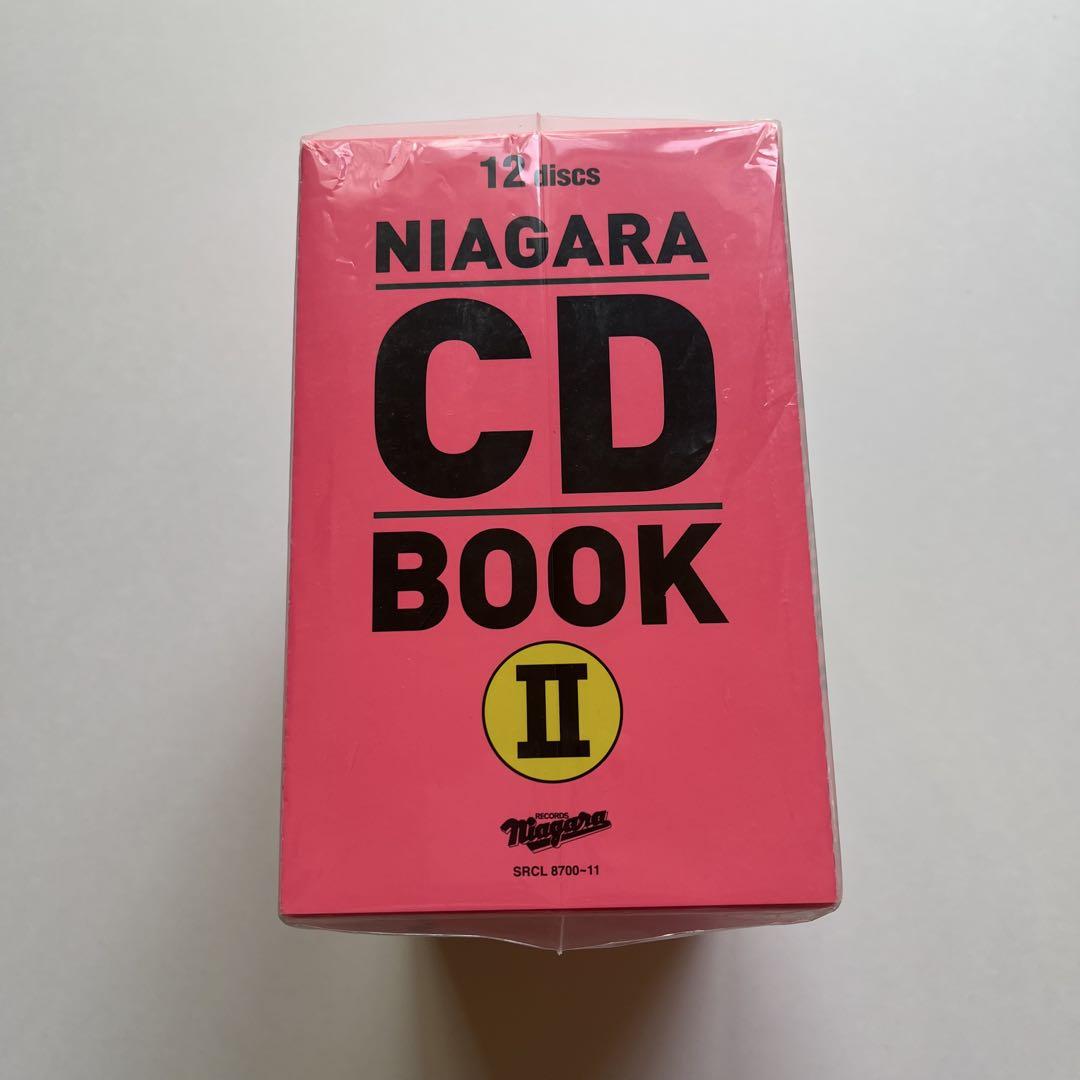 12 discs
NIAGARA
CD
BOOK
II
RECORDS
Niagara
SRCL 8700~11